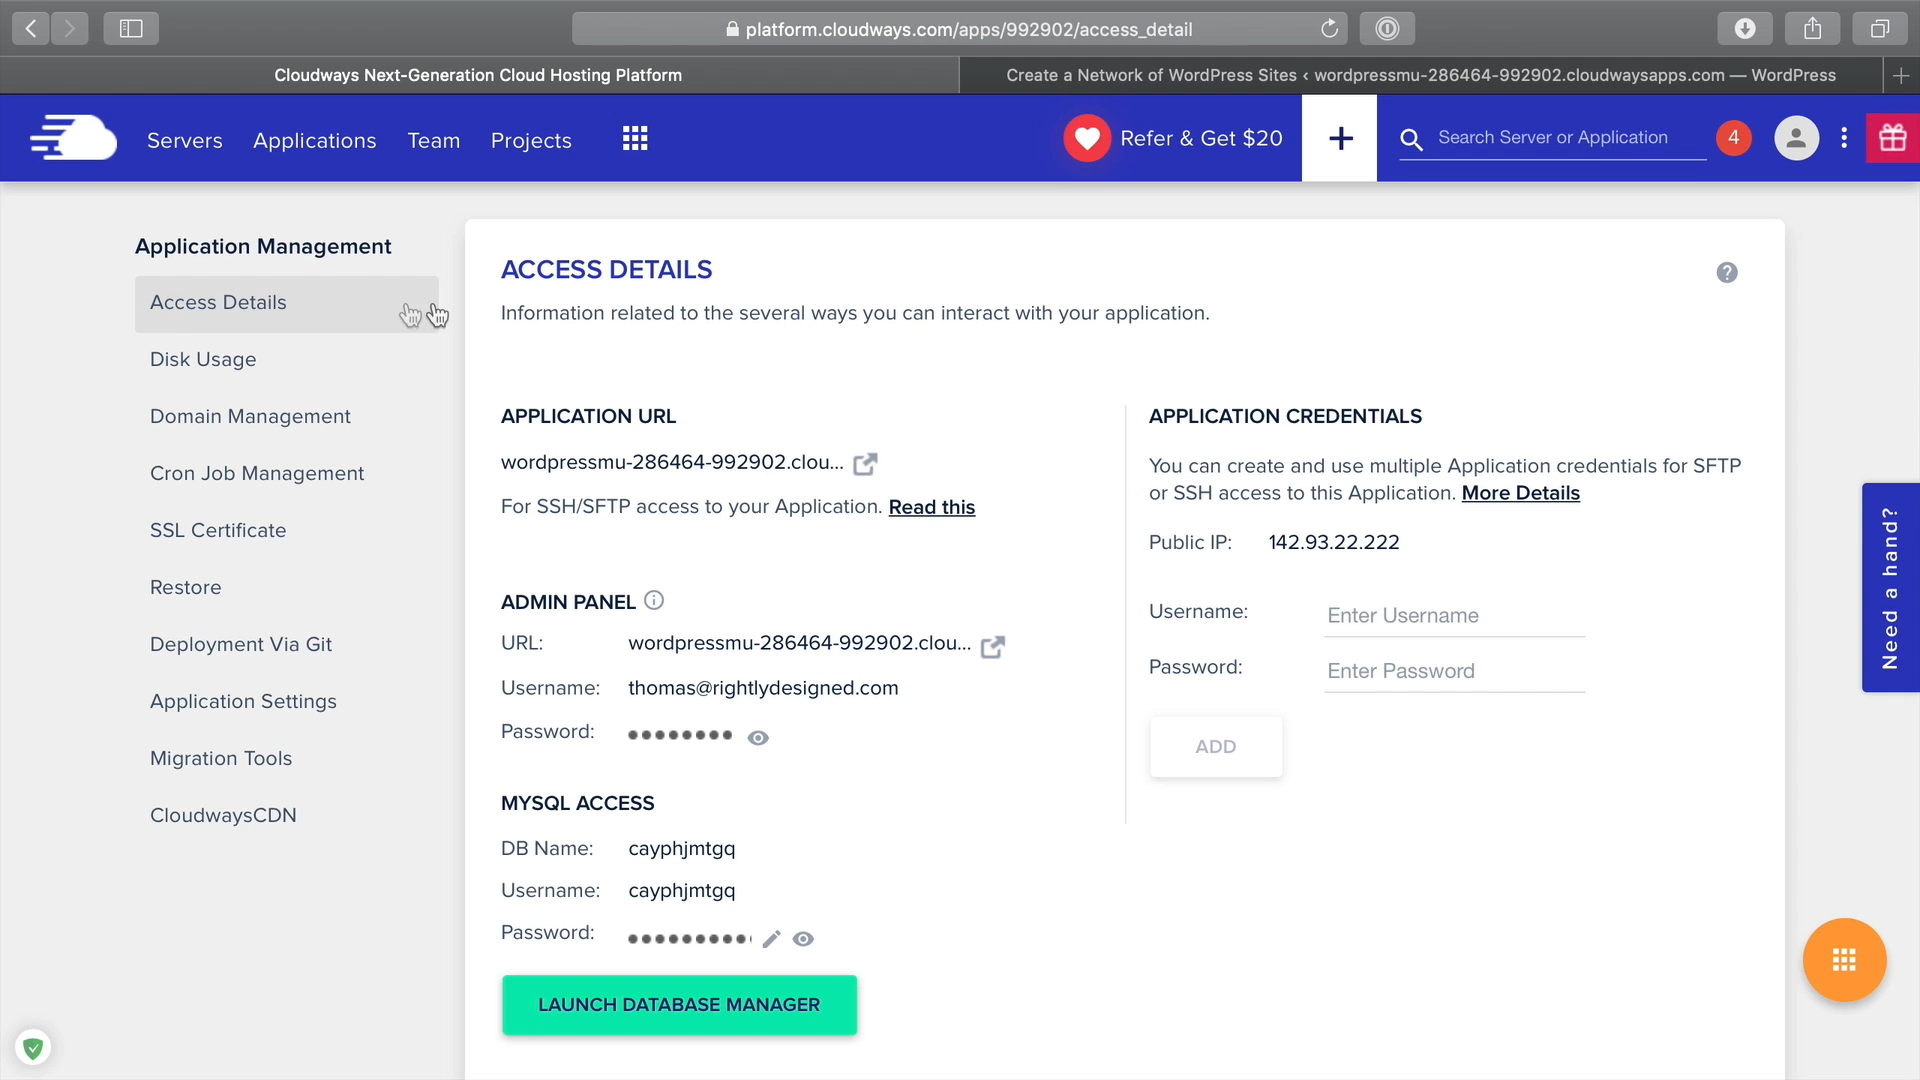 platform.cloudways.com/apps/992902/access_detail
Cloudways Next-Generation Cloud Hosting Platform
Create a Network of WordPress Sites ‹ wordpressmu-286464-992902.cloudwaysapps.com — WordPress
Servers
Applications
Team
Projects
Refer & Get $20
+
Search Server or Application
4
Application Management
Access Details
Disk Usage
Domain Management
Cron Job Management
SSL Certificate
Restore
Deployment Via Git
Application Settings
Migration Tools
CloudwaysCDN
ACCESS DETAILS
?
Information related to the several ways you can interact with your application.
APPLICATION URL
wordpressmu-286464-992902.clou...
For SSH/SFTP access to your Application. Read this
ADMIN PANEL
URL: wordpressmu-286464-992902.clou...
Username: thomas@rightlydesigned.com
Password: ••••••••
MYSQL ACCESS
DB Name: cayphjmtgq
Username: cayphjmtgq
Password: ••••••••••
LAUNCH DATABASE MANAGER
APPLICATION CREDENTIALS
You can create and use multiple Application credentials for SFTP
or SSH access to this Application. More Details
Public IP: 142.93.22.222
Username: Enter Username
Password: Enter Password
ADD
Need a hand?